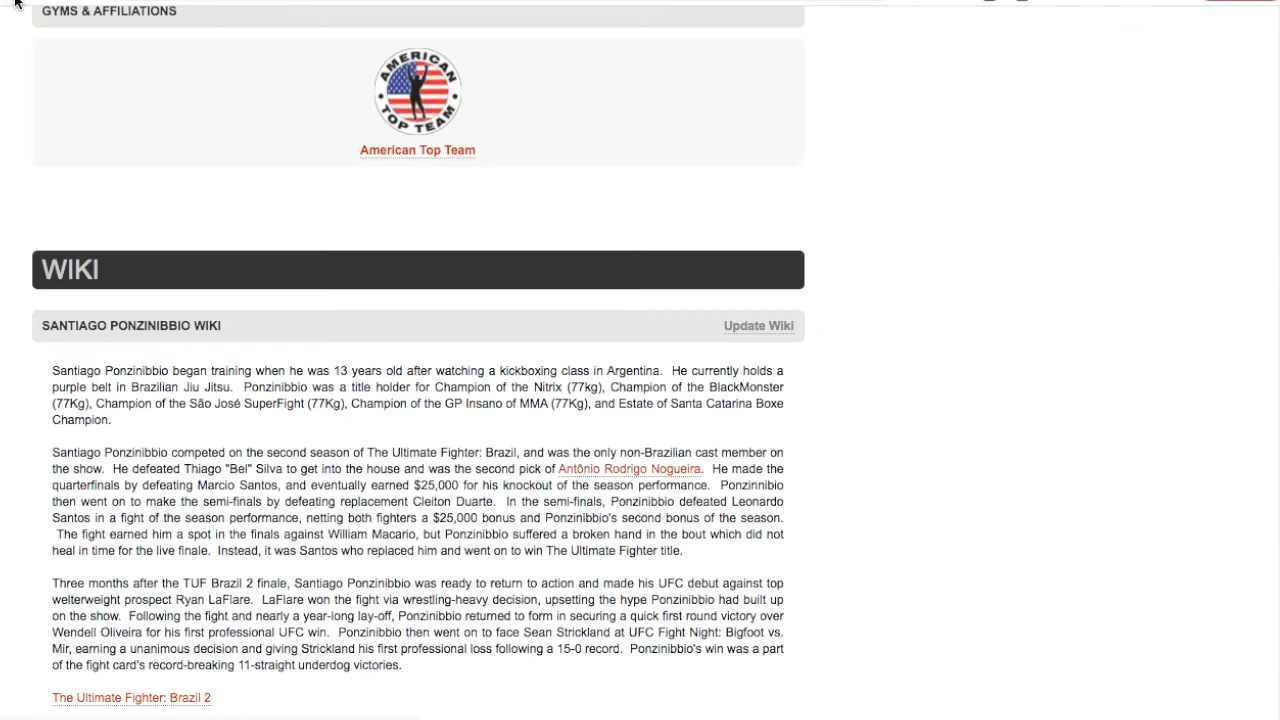 GYMS & AFFILIATIONS
AMERICAN
TOP TEAM
American Top Team
WIKI
SANTIAGO PONZINIBBIO WIKI
Update Wiki
Santiago Ponzinibbio began training when he was 13 years old after watching a kickboxing class in Argentina.  He currently holds a
purple belt in Brazilian Jiu Jitsu.  Ponzinibbio was a title holder for Champion of the Nitrix (77kg), Champion of the BlackMonster
(77Kg), Champion of the São José SuperFight (77Kg), Champion of the GP Insano of MMA (77Kg), and Estate of Santa Catarina Boxe
Champion.
Santiago Ponzinibbio competed on the second season of The Ultimate Fighter: Brazil, and was the only non-Brazilian cast member on
the show.  He defeated Thiago "Bel" Silva to get into the house and was the second pick of Antônio Rodrigo Nogueira.  He made the
quarterfinals by defeating Marcio Santos, and eventually earned $25,000 for his knockout of the season performance.  Ponzinnibio
then went on to make the semi-finals by defeating replacement Cleiton Duarte.  In the semi-finals, Ponzinibbio defeated Leonardo
Santos in a fight of the season performance, netting both fighters a $25,000 bonus and Ponzinibbio's second bonus of the season.
The fight earned him a spot in the finals against William Macario, but Ponzinibbio suffered a broken hand in the bout which did not
heal in time for the live finale.  Instead, it was Santos who replaced him and went on to win The Ultimate Fighter title.
Three months after the TUF Brazil 2 finale, Santiago Ponzinibbio was ready to return to action and made his UFC debut against top
welterweight prospect Ryan LaFlare.  LaFlare won the fight via wrestling-heavy decision, upsetting the hype Ponzinibbio had built up
on the show.  Following the fight and nearly a year-long lay-off, Ponzinibbio returned to form in securing a quick first round victory over
Wendell Oliveira for his first professional UFC win.  Ponzinibbio then went on to face Sean Strickland at UFC Fight Night: Bigfoot vs.
Mir, earning a unanimous decision and giving Strickland his first professional loss following a 15-0 record.  Ponzinibbio's win was a part
of the fight card's record-breaking 11-straight underdog victories.
The Ultimate Fighter: Brazil 2